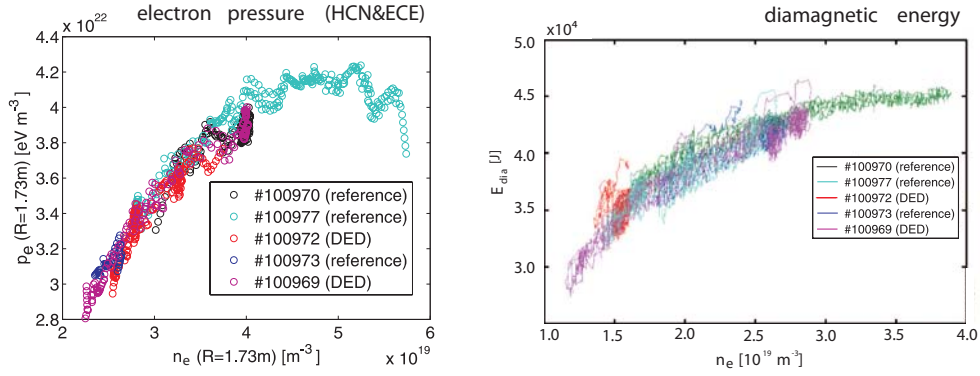 electron pressure (HCN&ECE)
x 10^22
4.4
4.2
4
3.8
3.6
3.4
3.2
3
2.8
p_e (R=1.73m) [eV m^-3]
#100970 (reference)
#100977 (reference)
#100972 (DED)
#100973 (reference)
#100969 (DED)
2 3 4 5 6
n_e (R=1.73m) [m^-3]
x 10^19
diamagnetic energy
x10^4
5.0
4.5
4.0
3.5
3.0
E_dia [J]
#100970 (reference)
#100977 (reference)
#100972 (DED)
#100973 (reference)
#100969 (DED)
1.0 1.5 2.0 2.5 3.0 3.5 4.0
n_e [10^19 m^-3]